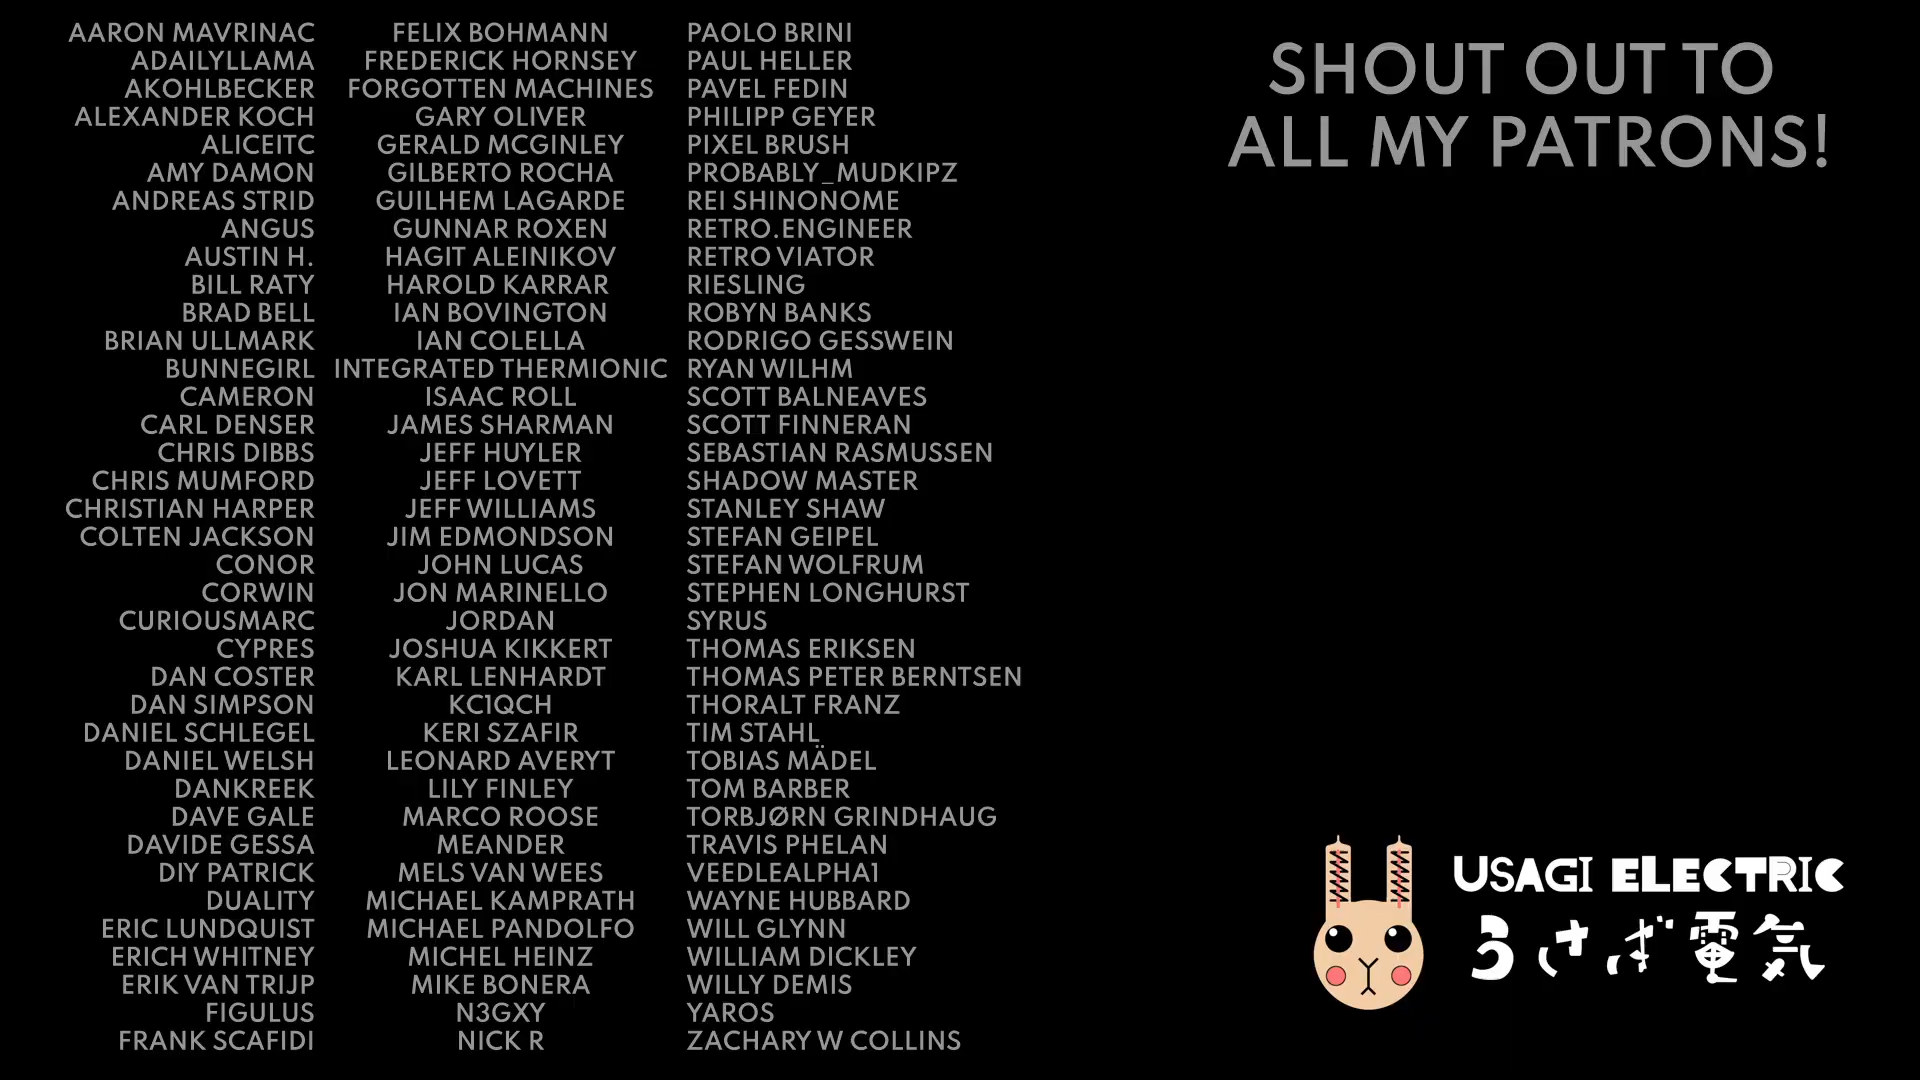 AARON MAVRINAC
ADAILYLLAMA
AKOHLBECKER
ALEXANDER KOCH
ALICEITC
AMY DAMON
ANDREAS STRID
ANGUS
AUSTIN H.
BILL RATY
BRAD BELL
BRIAN ULLMARK
BUNNEGIRL
CAMERON
CARL DENSER
CHRIS DIBBS
CHRIS MUMFORD
CHRISTIAN HARPER
COLTEN JACKSON
CONOR
CORWIN
CURIOUSMARC
CYPRES
DAN COSTER
DAN SIMPSON
DANIEL SCHLEGEL
DANIEL WELSH
DANKREEK
DAVE GALE
DAVIDE GESSA
DIY PATRICK
DUALITY
ERIC LUNDQUIST
ERICH WHITNEY
ERIK VAN TRIJP
FIGULUS
FRANK SCAFIDI
FELIX BOHMANN
FREDERICK HORNSEY
FORGOTTEN MACHINES
GARY OLIVER
GERALD MCGINLEY
GILBERTO ROCHA
GUILHEM LAGARDE
GUNNAR ROXEN
HAGIT ALEINIKOV
HAROLD KARRAR
IAN BOVINGTON
IAN COLELLA
INTEGRATED THERMIONIC
ISAAC ROLL
JAMES SHARMAN
JEFF HUYLER
JEFF LOVETT
JEFF WILLIAMS
JIM EDMONDSON
JOHN LUCAS
JON MARINELLO
JORDAN
JOSHUA KIKKERT
KARL LENHARDT
KC1QCH
KERI SZAFIR
LEONARD AVERYT
LILY FINLEY
MARCO ROOSE
MEANDER
MELS VAN WEES
MICHAEL KAMPRATH
MICHAEL PANDOLFO
MICHEL HEINZ
MIKE BONERA
N3GXY
NICK R
PAOLO BRINI
PAUL HELLER
PAVEL FEDIN
PHILIPP GEYER
PIXEL BRUSH
PROBABLY_MUDKIPZ
REI SHINONOME
RETRO.ENGINEER
RETRO VIATOR
RIESLING
ROBYN BANKS
RODRIGO GESSWEIN
RYAN WILHM
SCOTT BALNEAVES
SCOTT FINNERAN
SEBASTIAN RASMUSSEN
SHADOW MASTER
STANLEY SHAW
STEFAN GEIPEL
STEFAN WOLFRUM
STEPHEN LONGHURST
SYRUS
THOMAS ERIKSEN
THOMAS PETER BERNTSEN
THORALT FRANZ
TIM STAHL
TOBIAS MÄDEL
TOM BARBER
TORBJØRN GRINDHAUG
TRAVIS PHELAN
VEEDLEALPHA1
WAYNE HUBBARD
WILL GLYNN
WILLIAM DICKLEY
WILLY DEMIS
YAROS
ZACHARY W COLLINS
SHOUT OUT TO
ALL MY PATRONS!
USAGI ELECTRIC
うさぎ電気